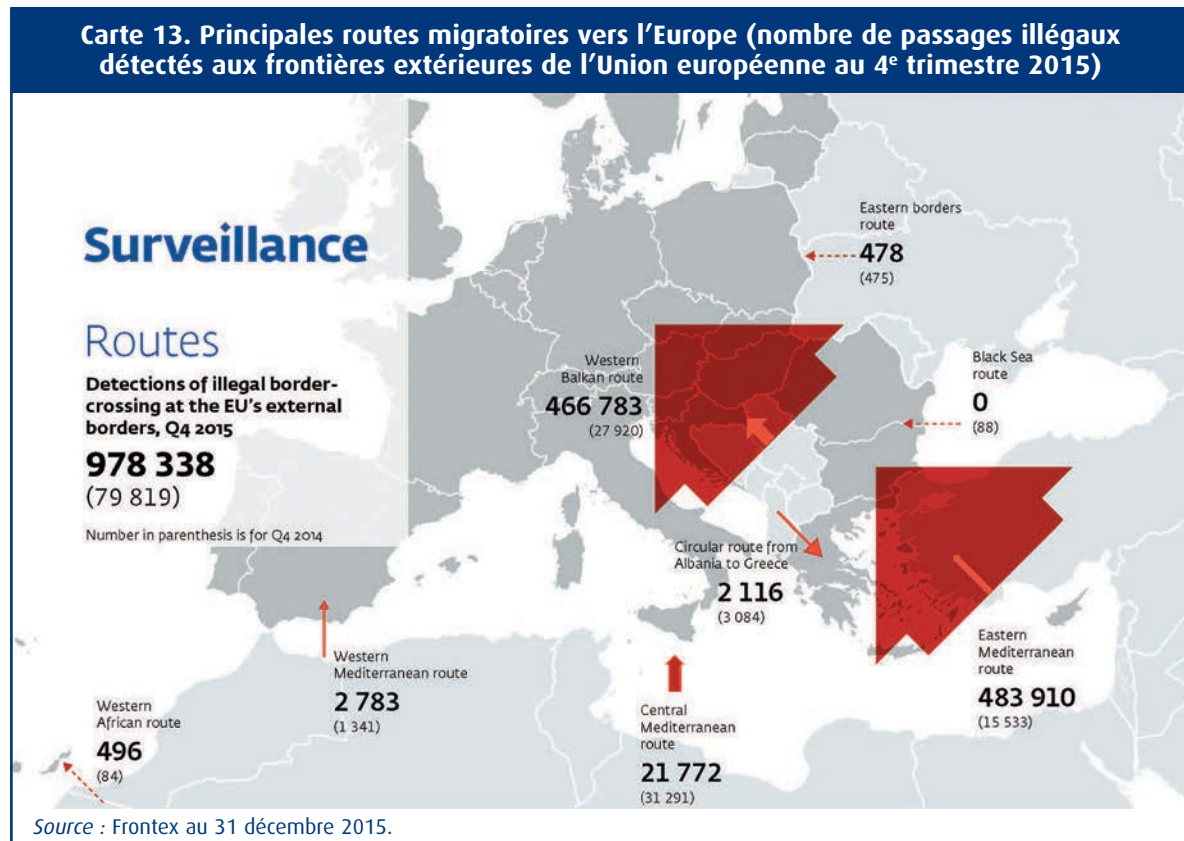 Carte 13. Principales routes migratoires vers l'Europe (nombre de passages illégaux
détectés aux frontières extérieures de l'Union européenne au 4e trimestre 2015)
Surveillance
Routes
Detections of illegal border-
crossing at the EU's external
borders, Q4 2015
978 338
(79 819)
Number in parenthesis is for Q4 2014
Eastern borders
route
478
(475)
Western
Balkan route
466 783
(27 920)
Black Sea
route
0
(88)
Circular route from
Albania to Greece
2 116
(3 084)
Eastern
Mediterranean
route
483 910
(15 533)
Western
Mediterranean route
2 783
(1 341)
Central
Mediterranean
route
21 772
(31 291)
Western
African route
496
(84)
Source : Frontex au 31 décembre 2015.